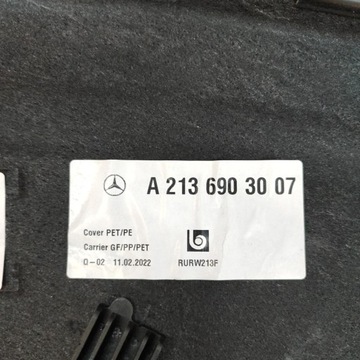 A 213 690 30 07
Cover PET/PE
Carrier GF/PP/PET
D-02 11.02.2022
RURW213F